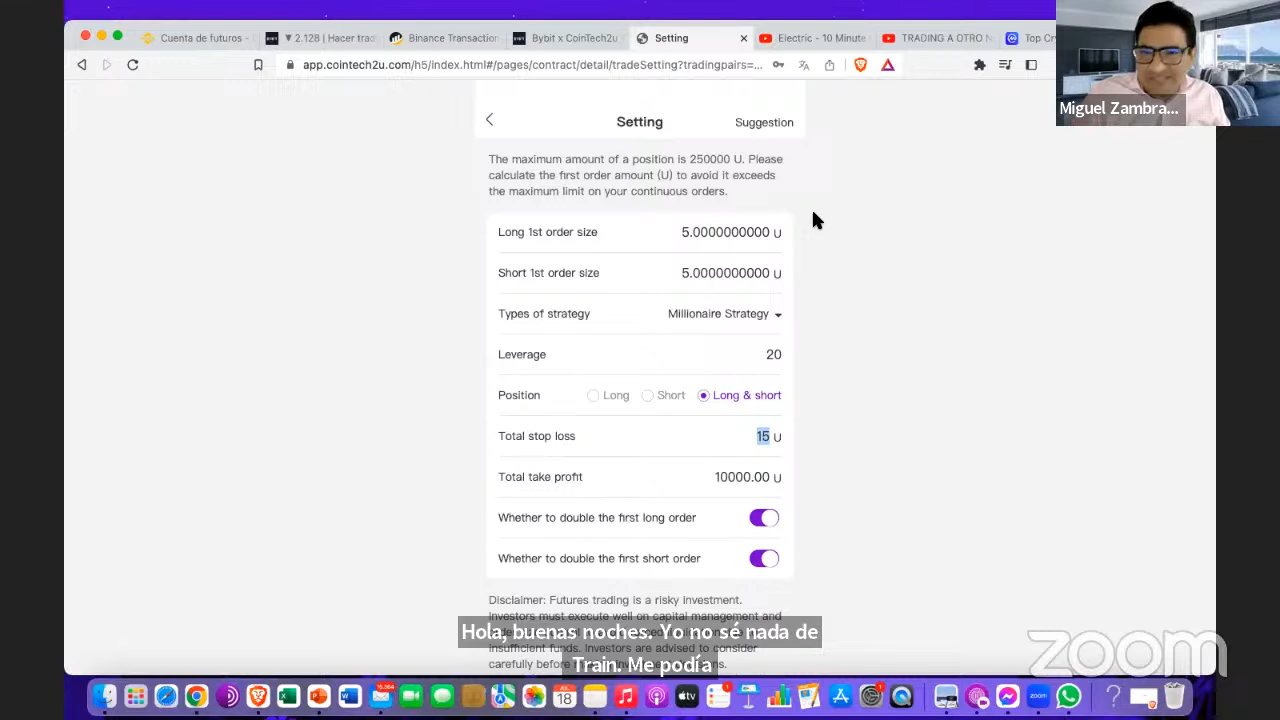 Cuenta de futuros -
▼ 2.128 | Hacer trad
Binance Transaction
Bybit x CoinTech2u
Setting
Electric - 10 Minute
TRADING A OTRO N
Top Cry
app.cointech2u.com/h5/index.html#/pages/contract/detail/tradeSetting?tradingpairs=...
Miguel Zambra...
Setting
Suggestion
The maximum amount of a position is 250000 U. Please
calculate the first order amount (U) to avoid it exceeds
the maximum limit on your continuous orders.
Long 1st order size 5.0000000000 U
Short 1st order size 5.0000000000 U
Types of strategy Millionaire Strategy
Leverage 20
Position Long Short Long & short
Total stop loss 15 U
Total take profit 10000.00 U
Whether to double the first long order
Whether to double the first short order
Disclaimer: Futures trading is a risky investment.
Investors must execute well on capital management and
insufficient funds. Investors are advised to consider
carefully before
Hola, buenas noches. Yo no sé nada de
Train. Me podía
zoom
JUL
18
zoom